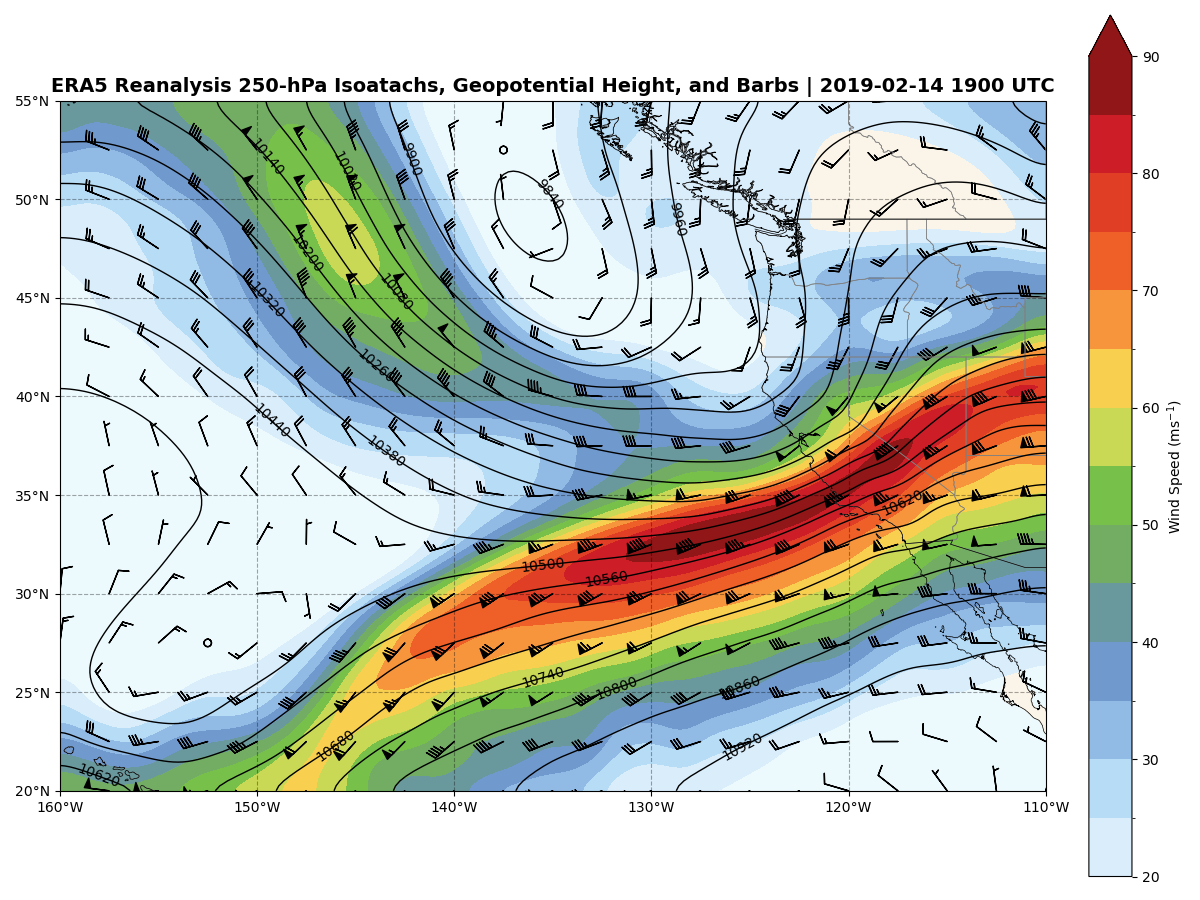 ERA5 Reanalysis 250-hPa Isoatachs, Geopotential Height, and Barbs | 2019-02-14 1900 UTC
55°N
50°N
45°N
40°N
35°N
30°N
25°N
20°N
160°W
150°W
140°W
130°W
120°W
110°W
10140
10020
9900
9840
9960
10200
10320
10080
10260
10440
10380
10500
10560
10620
10740
10800
10860
10680
10920
10620
90
80
70
60
50
40
30
20
Wind Speed (ms⁻¹)